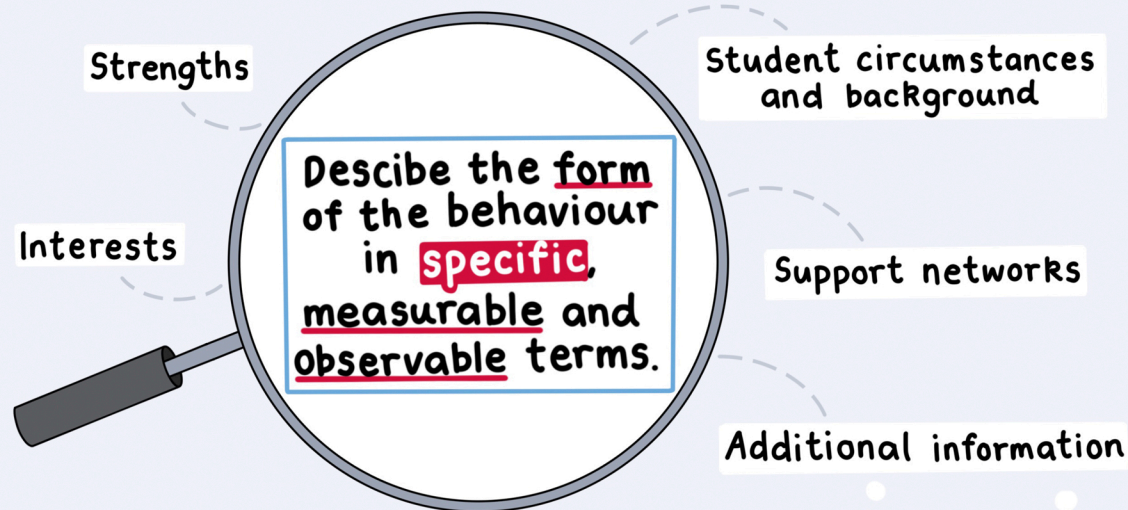 Strengths
Interests
Descibe the form
of the behaviour
in specific,
measurable and
observable terms.
Student circumstances
and background
Support networks
Additional information